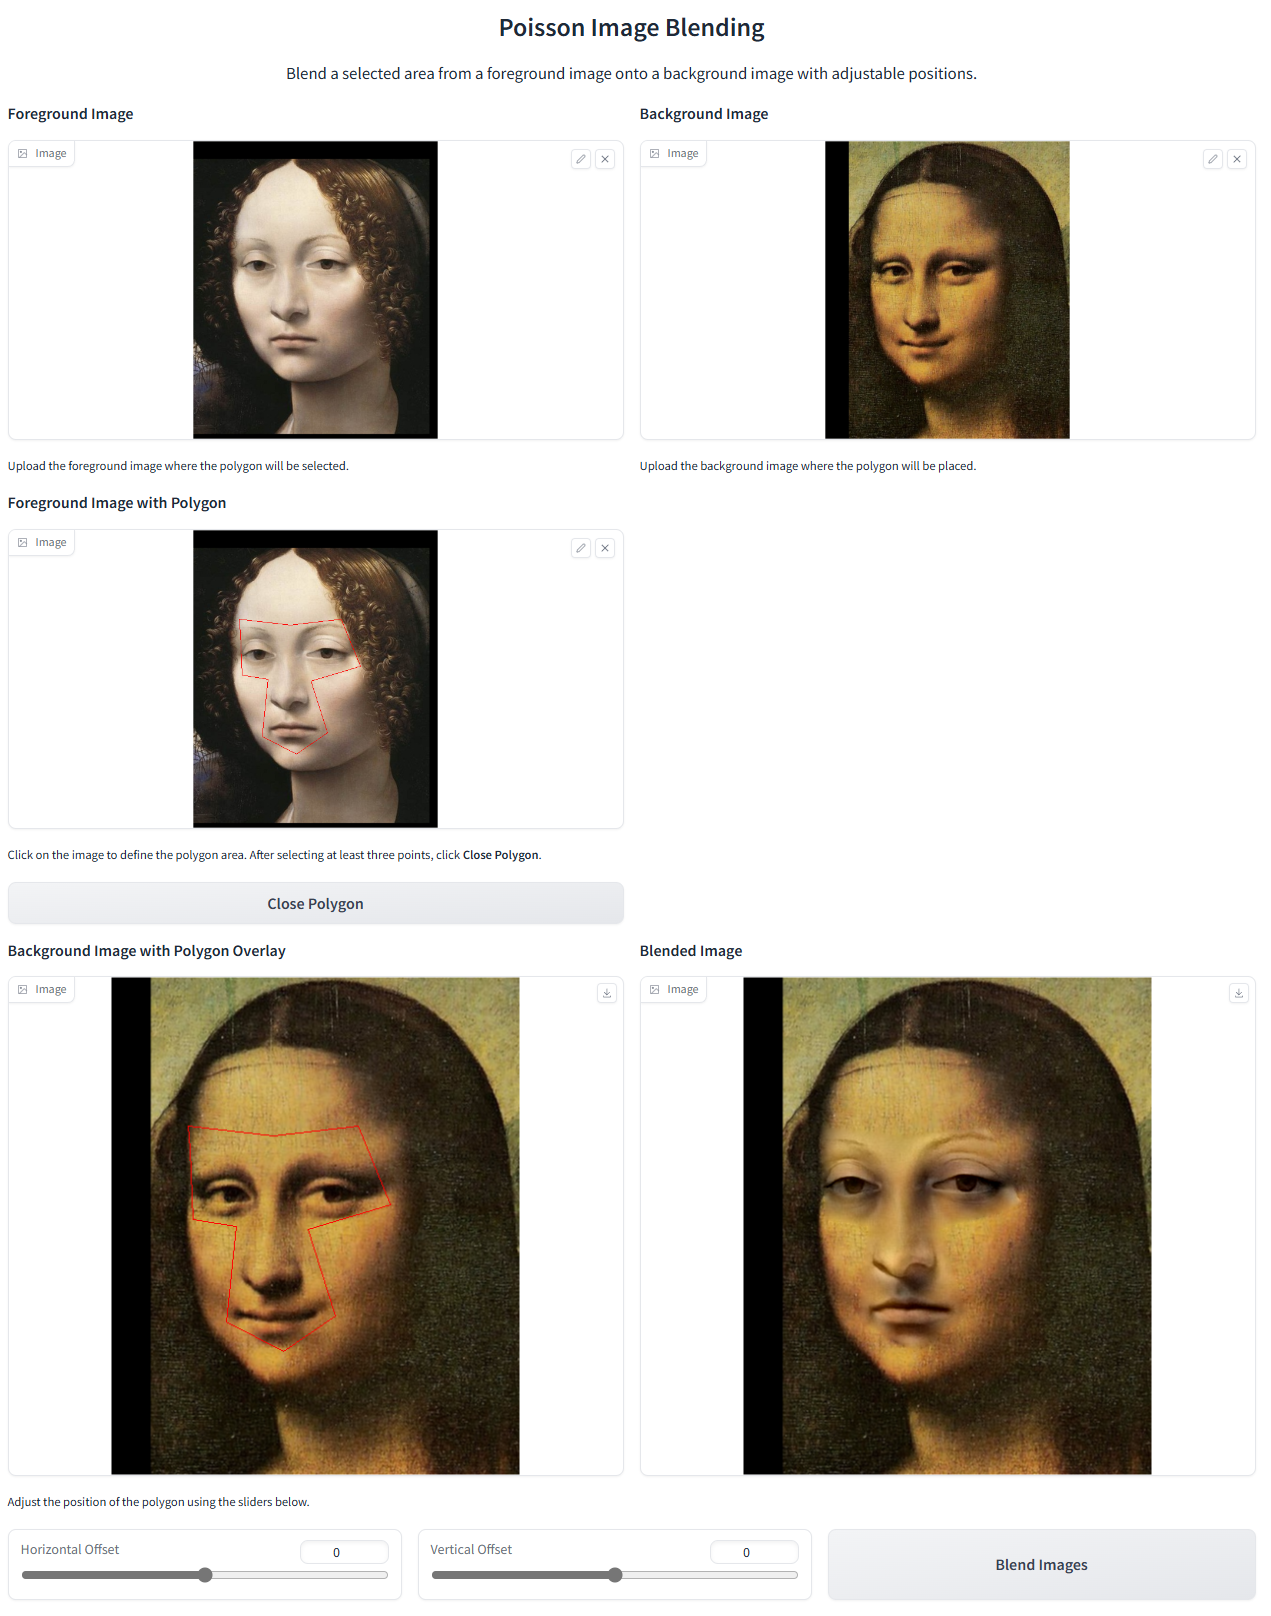 Poisson Image Blending
Blend a selected area from a foreground image onto a background image with adjustable positions.
Foreground Image
Background Image
Image
Image
Upload the foreground image where the polygon will be selected.
Upload the background image where the polygon will be placed.
Foreground Image with Polygon
Image
Click on the image to define the polygon area. After selecting at least three points, click Close Polygon.
Close Polygon
Background Image with Polygon Overlay
Blended Image
Image
Image
Adjust the position of the polygon using the sliders below.
Horizontal Offset
0
Vertical Offset
0
Blend Images